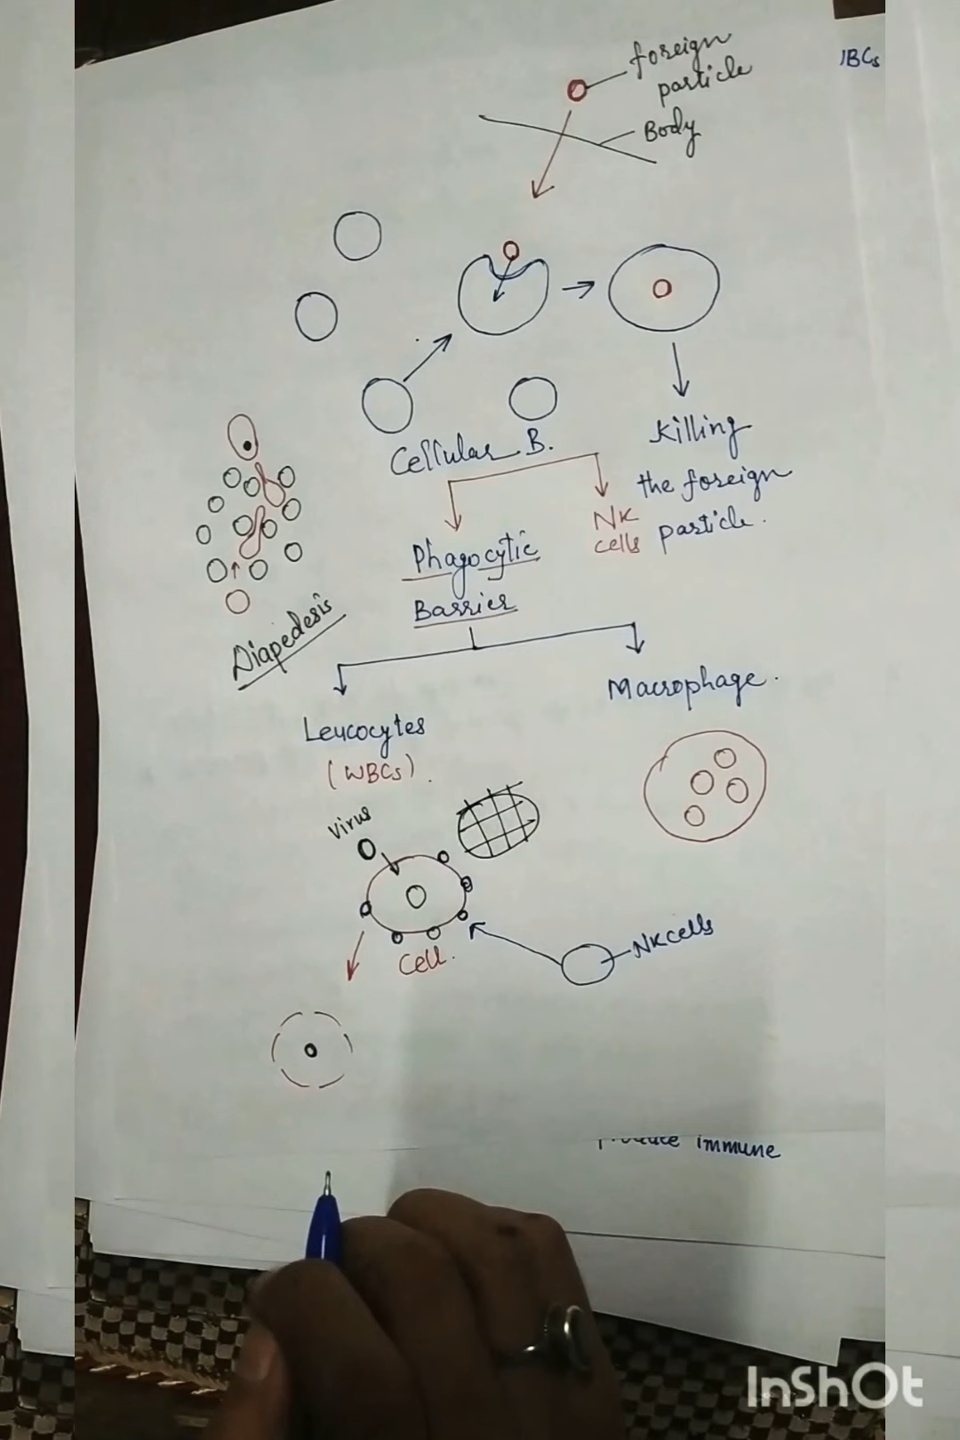 foreign
particle
Body
Cellular B.
Killing
the foreign
particle.
NK
cells
Phagocytic
Barrier
Diapedesis
Leucocytes
(WBCs).
Macrophage.
Virus
Cell.
NK cells
immune
InShOt